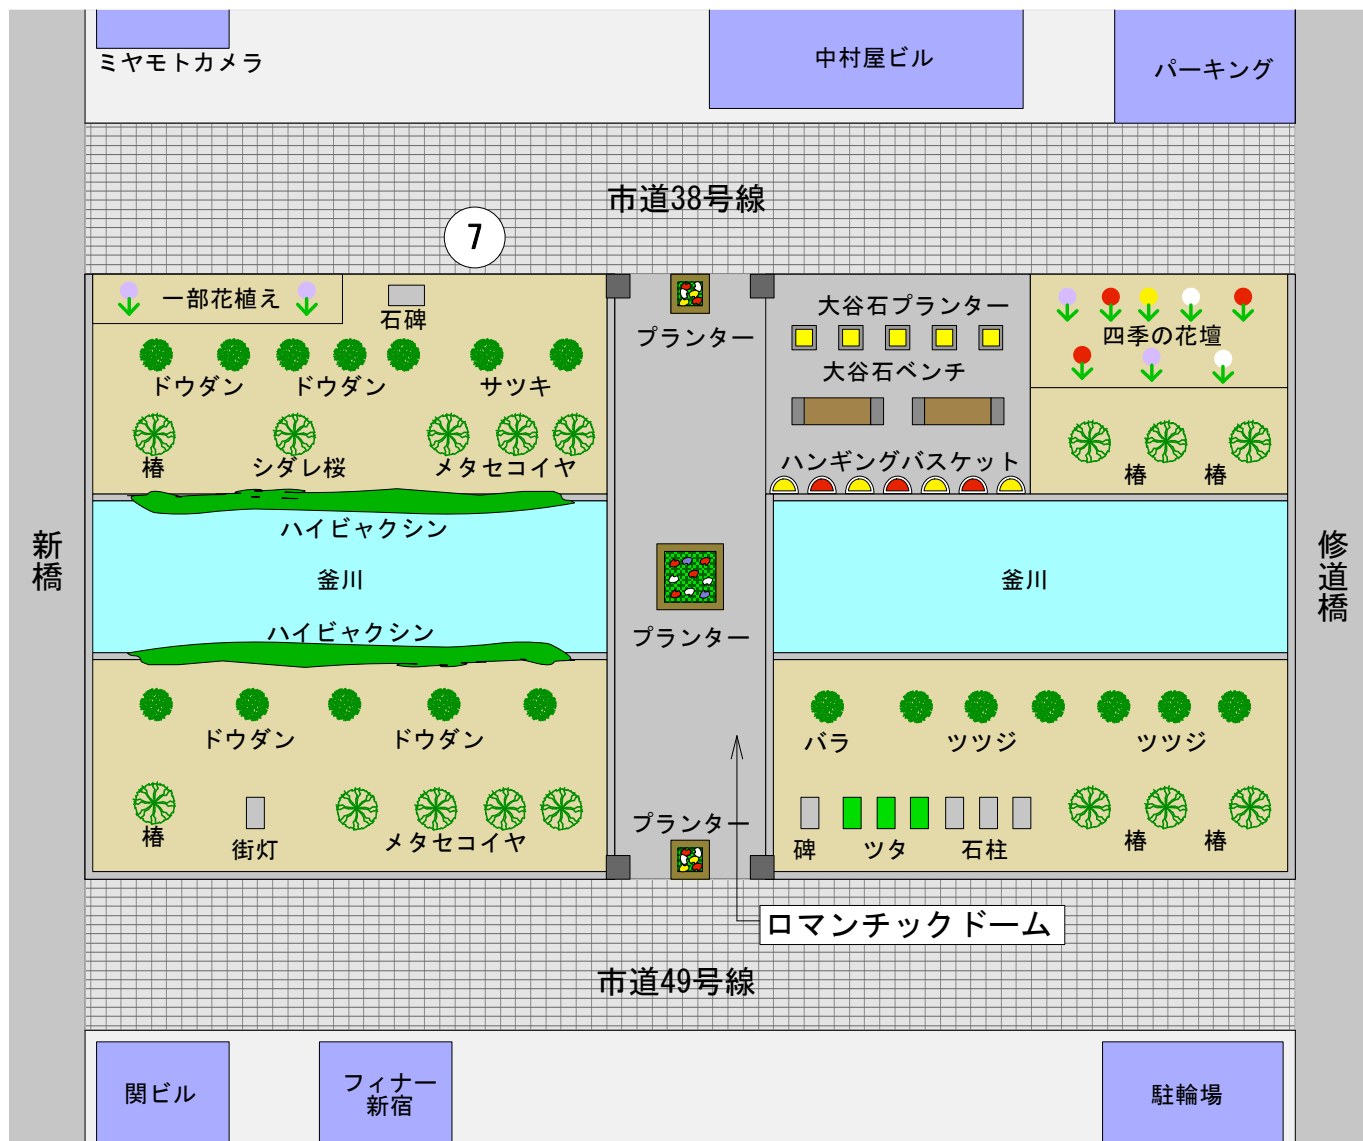 ミヤモトカメラ
中村屋ビル
パーキング
市道38号線
7
一部花植え
石碑
プランター
大谷石プランター
四季の花壇
大谷石ベンチ
ドウダン
ドウダン
サツキ
椿
シダレ桜
メタセコイヤ
ハンギングバスケット
椿
椿
ハイビャクシン
新橋
釜川
釜川
修道橋
ハイビャクシン
プランター
ドウダン
ドウダン
バラ
ツツジ
ツツジ
椿
街灯
メタセコイヤ
プランター
碑
ツタ
石柱
椿
椿
ロマンチックドーム
市道49号線
関ビル
フィナー
新宿
駐輪場